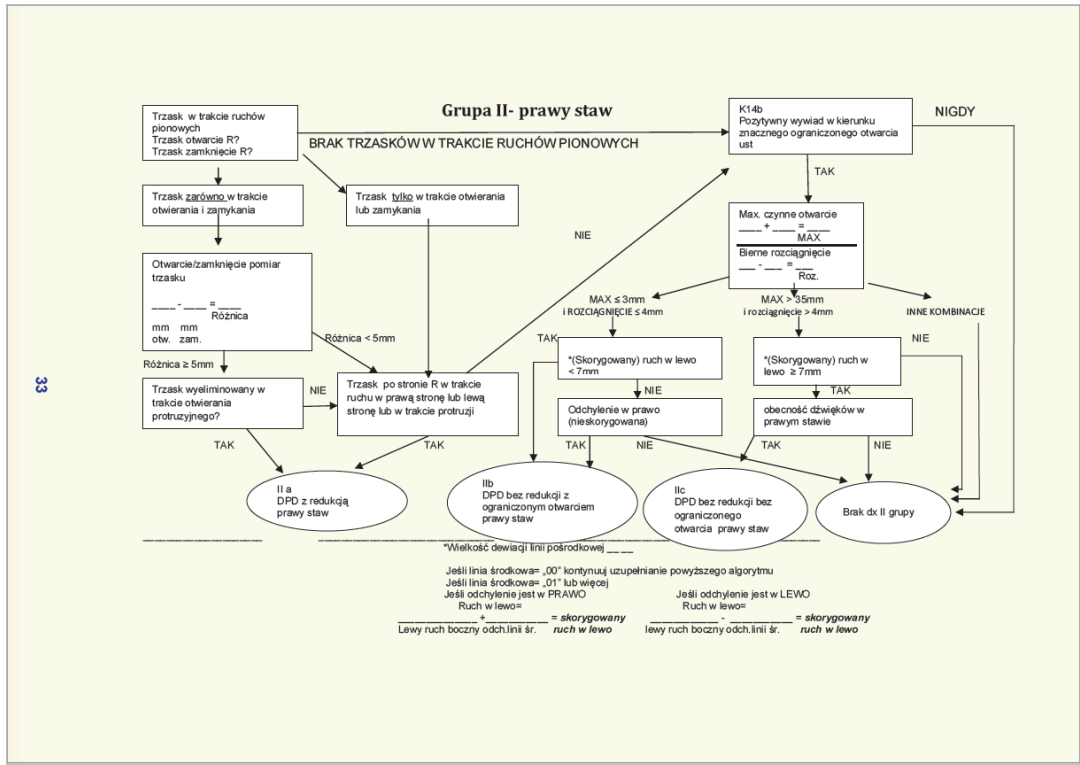 Grupa II- prawy staw
Trzask w trakcie ruchów
pionowych
Trzask otwarcie R?
Trzask zamknięcie R?
BRAK TRZASKÓW W TRAKCIE RUCHÓW PIONOWYCH
K14b
Pozytywny wywiad w kierunku
znacznego ograniczonego otwarcia
ust
NIGDY
TAK
Trzask zarówno w trakcie
otwierania i zamykania
Trzask tylko w trakcie otwierania
lub zamykania
NIE
Max. czynne otwarcie
____ + ____ = ____
MAX
Bierne rozciągnięcie
___ - ___ = ___
Roz.
Otwarcie/zamknięcie pomiar
trzasku
____ - ____ = ____
Różnica
mm mm
otw. zam.
Różnica < 5mm
Różnica ≥ 5mm
MAX ≤ 3mm
i ROZCIĄGNIĘCIE ≤ 4mm
MAX > 35mm
i rozciągnięcie > 4mm
INNE KOMBINACJE
TAK
*(Skorygowany) ruch w lewo
< 7mm
*(Skorygowany) ruch w
lewo ≥ 7mm
NIE
NIE
TAK
Trzask wyeliminowany w
trakcie otwierania
protruzyjnego?
NIE
Trzask po stronie R w trakcie
ruchu w prawą stronę lub lewą
stronę lub w trakcie protruzji
Odchylenie w prawo
(nieskorygowana)
obecność dźwięków w
prawym stawie
TAK
TAK
TAK
NIE
TAK
NIE
II a
DPD z redukcją
prawy staw
IIb
DPD bez redukcji z
ograniczonym otwarciem
prawy staw
IIc
DPD bez redukcji bez
ograniczonego
otwarcia prawy staw
Brak dx II grupy
*Wielkość dewiacji linii pośrodkowej __ __
Jeśli linia środkowa= „00” kontynuuj uzupełnianie powyższego algorytmu
Jeśli linia środkowa= „01” lub więcej
Jeśli odchylenie jest w PRAWO
Ruch w lewo=
____________ +____________ = skorygowany
Lewy ruch boczny odch.linii śr. ruch w lewo
Jeśli odchylenie jest w LEWO
Ruch w lewo=
____________ - ____________ = skorygowany
lewy ruch boczny odch.linii śr. ruch w lewo
33